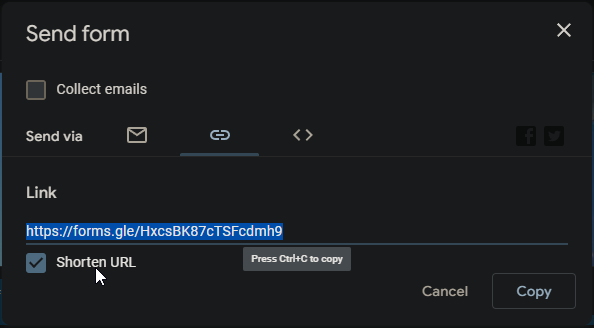 Send form
Collect emails
Send via
Link
https://forms.gle/HxcsBK87cTSFcdmh9
Press Ctrl+C to copy
Shorten URL
Cancel
Copy